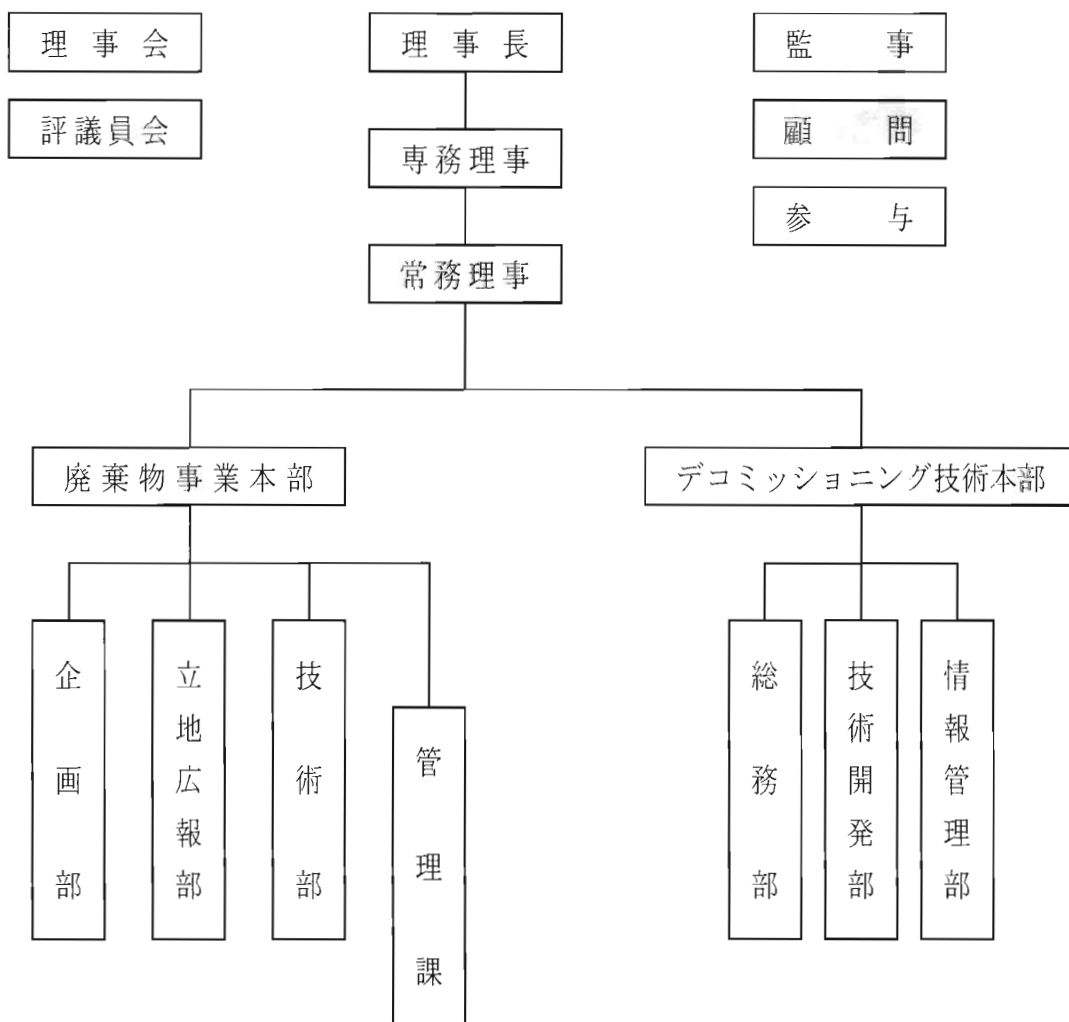 理事会
理事長
監事
評議員会
専務理事
顧問
参与
常務理事
廃棄物事業本部
デコミッショニング技術本部
企画部
立地広報部
技術部
管理課
総務部
技術開発部
情報管理部